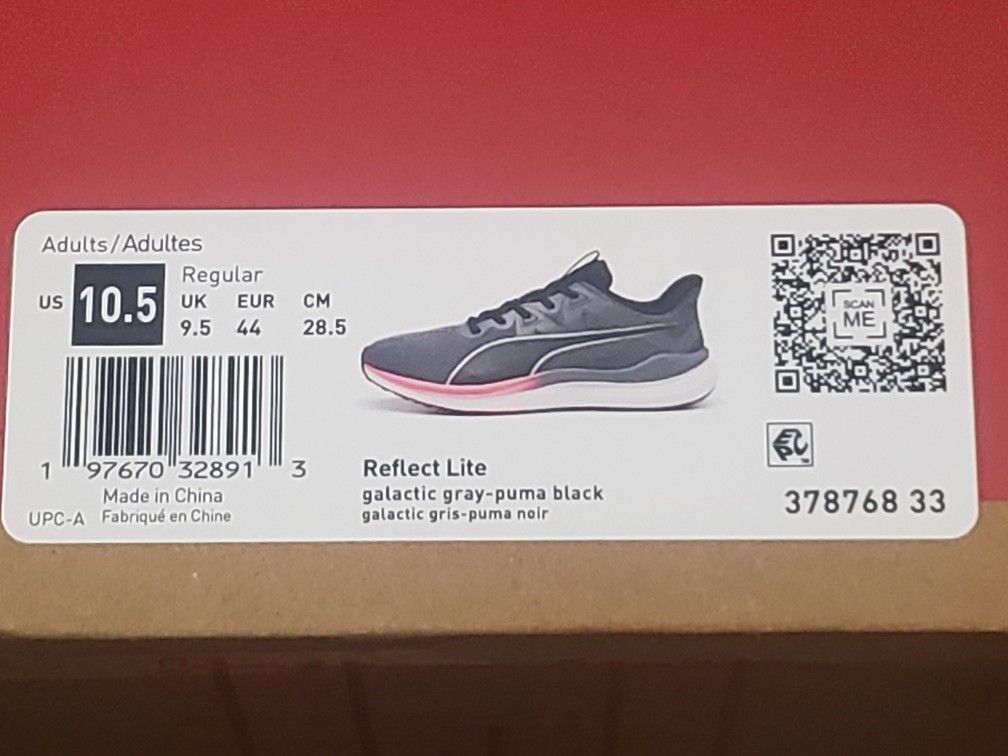 Adults/Adultes
Regular
US 10.5 UK EUR CM
9.5 44 28.5
1 97670 32891 3
Made in China
UPC-A Fabriqué en Chine
Reflect Lite
galactic gray-puma black
galactic gris-puma noir
SCAN
ME
378768 33